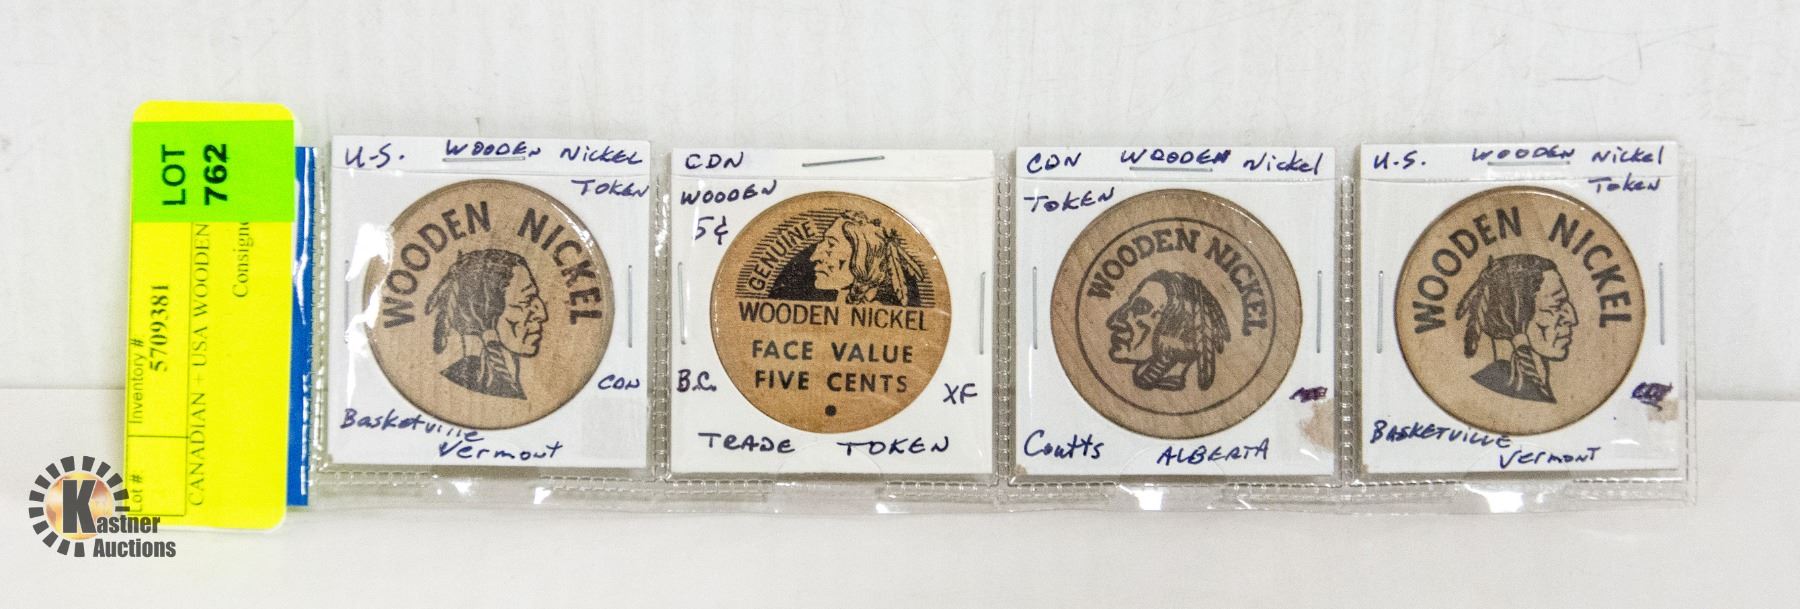 LOT
762
Lot #
Inventory #
5709381
CANADIAN + USA WOODEN
Consigne
Kastner
Auctions
U.S. WOODEN NICKEL
TOKEN
WOODEN NICKEL
CDN
Basketville
Vermont
CDN
WOODEN
5¢
GENUINE
WOODEN NICKEL
FACE VALUE
FIVE CENTS
B.C.
XF
TRADE TOKEN
CDN WOODEN Nickel
TOKEN
WOODEN NICKEL
Coutts ALBERTA
U.S. WOODEN Nickel
Token
WOODEN NICKEL
BASKETVILLE
Vermont